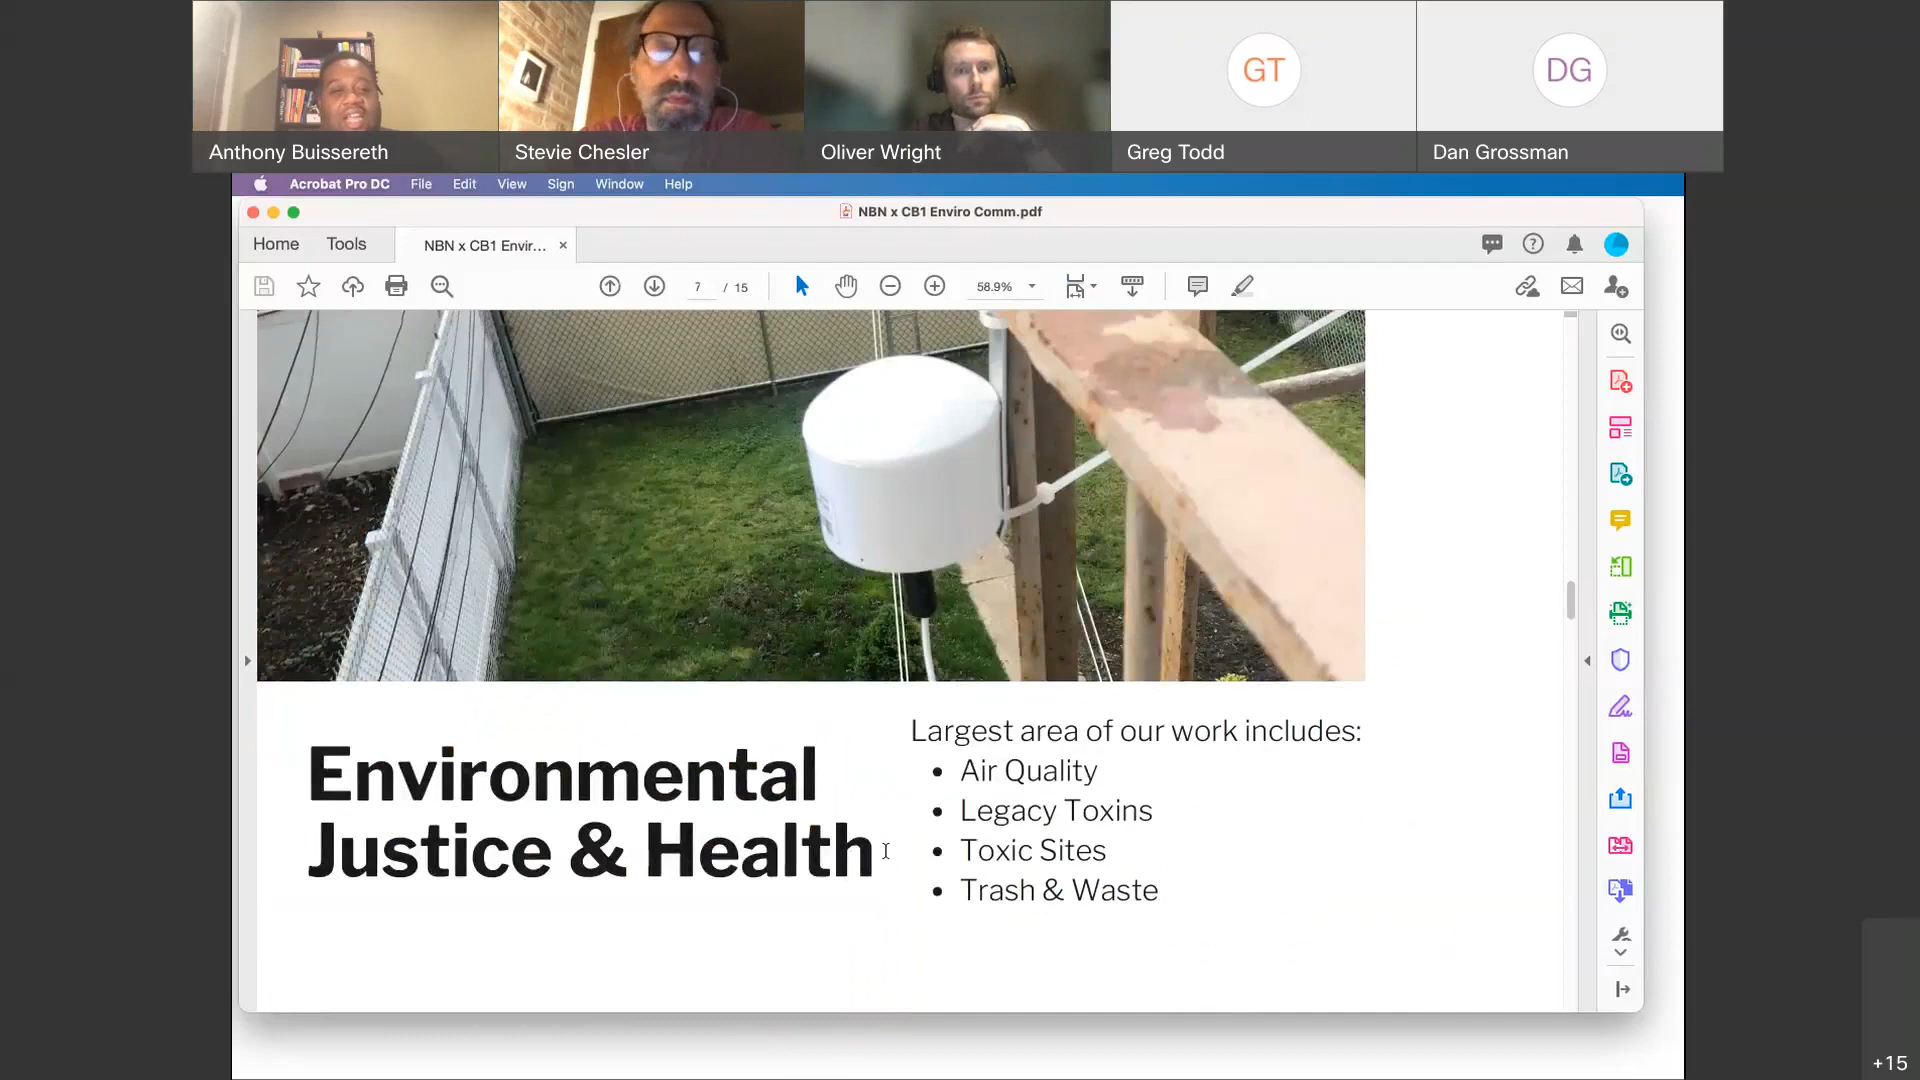 GT
DG
Anthony Buissereth
Stevie Chesler
Oliver Wright
Greg Todd
Dan Grossman
Acrobat Pro DC File Edit View Sign Window Help
NBN x CB1 Enviro Comm.pdf
Home Tools NBN x CB1 Envir... ×
7 / 15 58.9%
Environmental
Justice & Health
Largest area of our work includes:
• Air Quality
• Legacy Toxins
• Toxic Sites
• Trash & Waste
+15